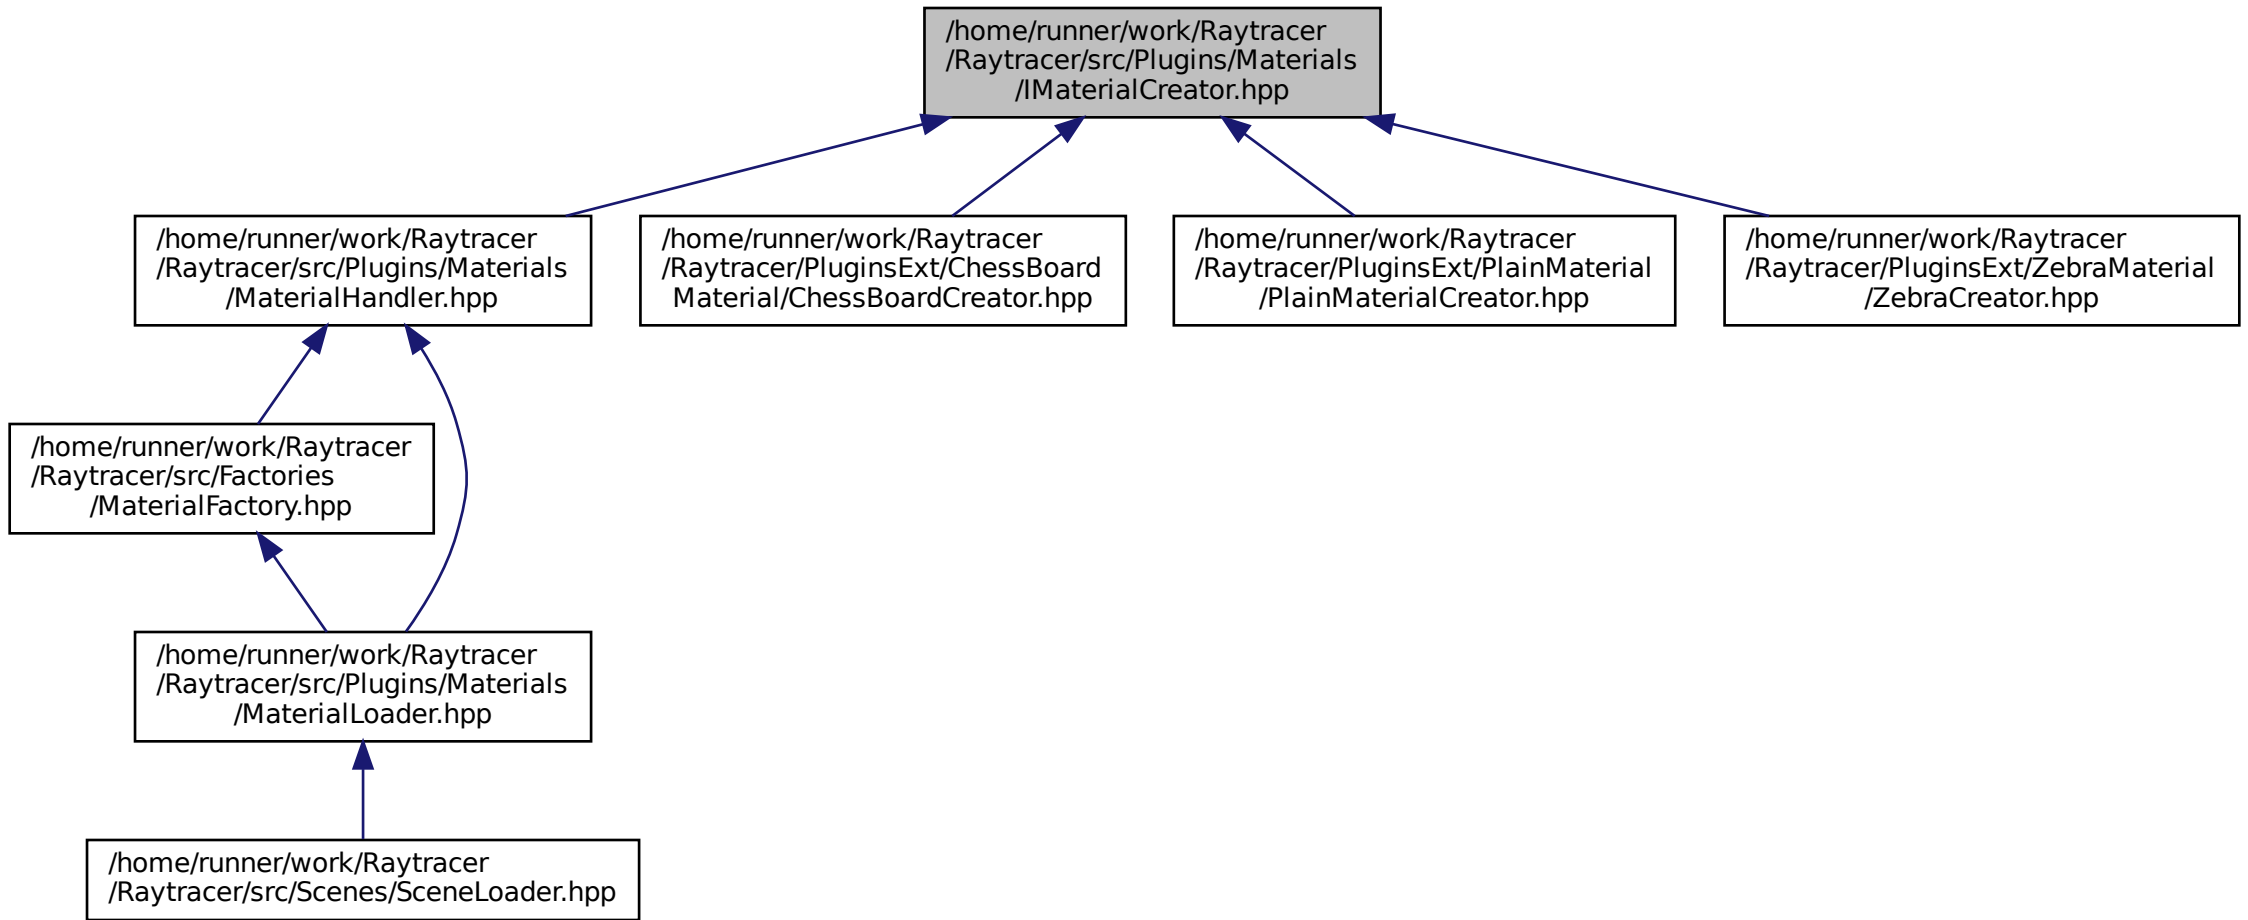 /home/runner/work/Raytracer
/Raytracer/src/Plugins/Materials
/IMaterialCreator.hpp
/home/runner/work/Raytracer
/Raytracer/src/Plugins/Materials
/MaterialHandler.hpp
/home/runner/work/Raytracer
/Raytracer/PluginsExt/ChessBoard
Material/ChessBoardCreator.hpp
/home/runner/work/Raytracer
/Raytracer/PluginsExt/PlainMaterial
/PlainMaterialCreator.hpp
/home/runner/work/Raytracer
/Raytracer/PluginsExt/ZebraMaterial
/ZebraCreator.hpp
/home/runner/work/Raytracer
/Raytracer/src/Factories
/MaterialFactory.hpp
/home/runner/work/Raytracer
/Raytracer/src/Plugins/Materials
/MaterialLoader.hpp
/home/runner/work/Raytracer
/Raytracer/src/Scenes/SceneLoader.hpp